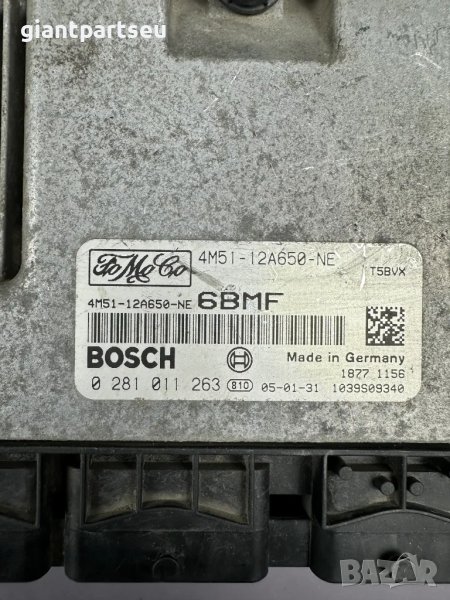 giantpartseu
FoMoCo
4M51-12A650-NE
T5BVX
4M51-12A650-NE 6BMF
BOSCH
Made in Germany
1877 1156
0 281 011 263 810 05-01-31 1039S09340
BAZAR